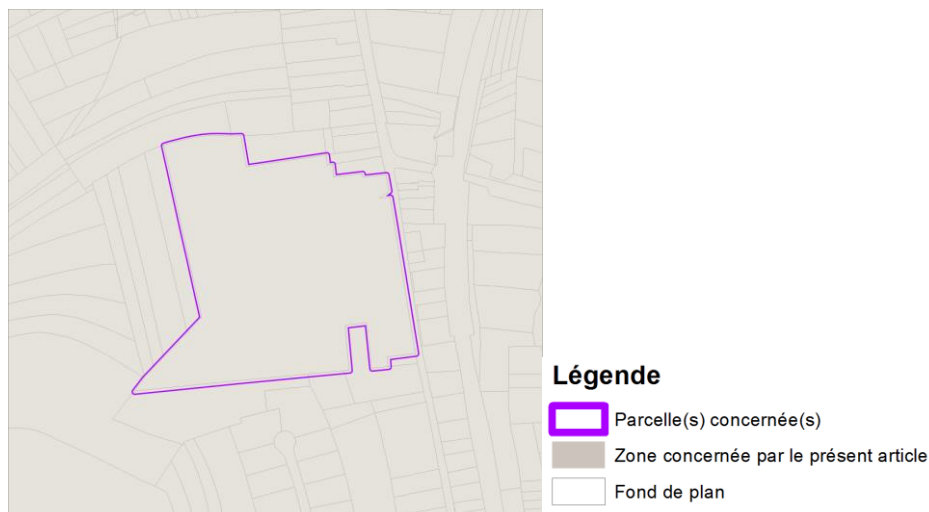 Légende
Parcelle(s) concernée(s)
Zone concernée par le présent article
Fond de plan